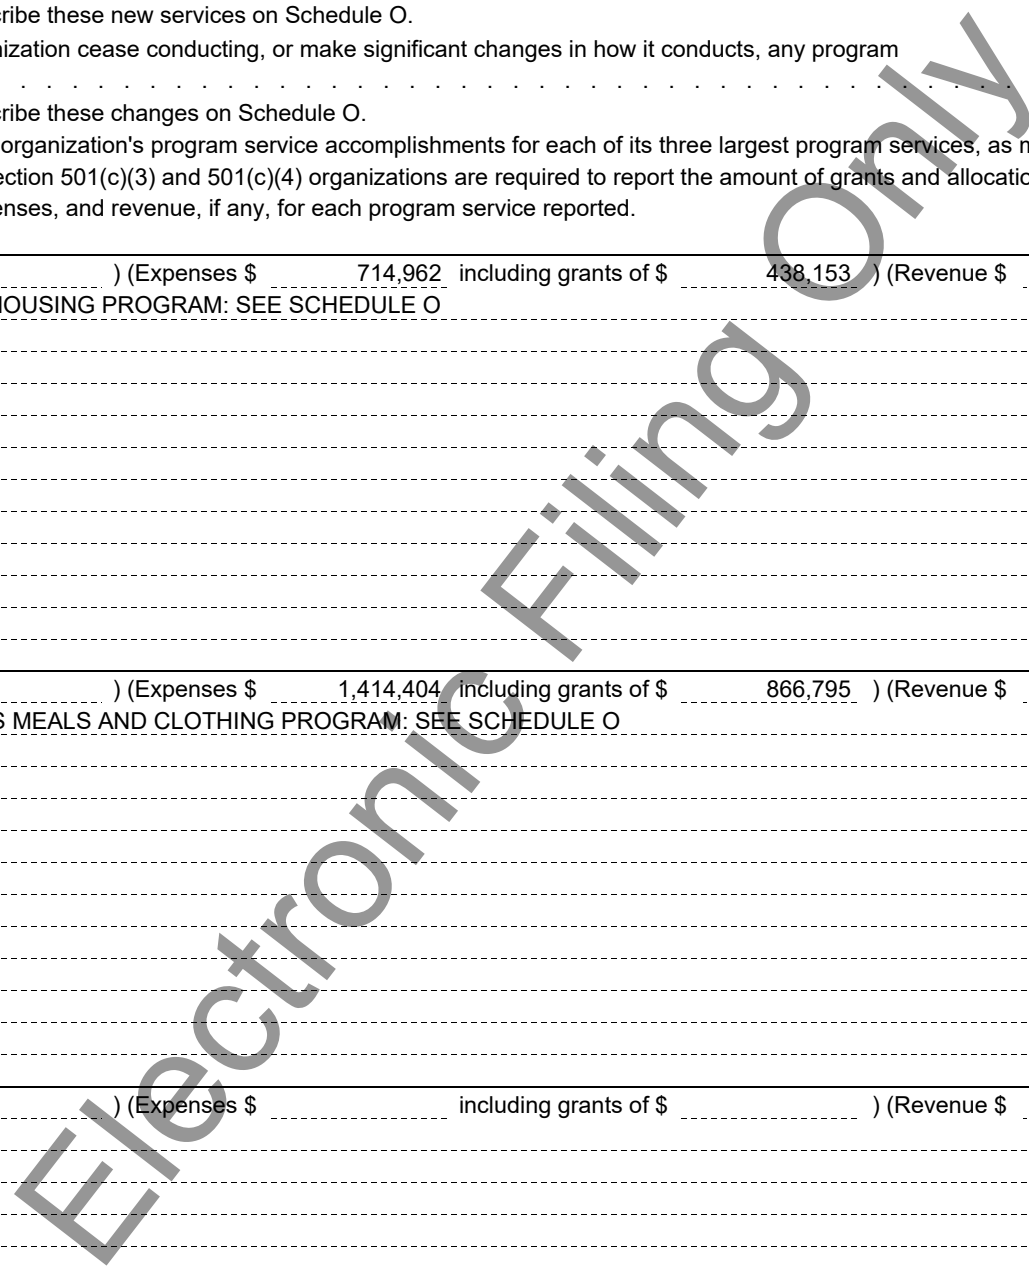 ribe these new services on Schedule O.
nization cease conducting, or make significant changes in how it conducts, any program
. . . . . . . . . . . . . . . . . . . . . . . . . . . . . . . . . . . . . . .
ribe these changes on Schedule O.
organization's program service accomplishments for each of its three largest program services, as m
ection 501(c)(3) and 501(c)(4) organizations are required to report the amount of grants and allocatio
enses, and revenue, if any, for each program service reported.
) (Expenses $ 714,962 including grants of $ 438,153 ) (Revenue $
HOUSING PROGRAM: SEE SCHEDULE O
) (Expenses $ 1,414,404 including grants of $ 866,795 ) (Revenue $
S MEALS AND CLOTHING PROGRAM: SEE SCHEDULE O
) (Expenses $ including grants of $ ) (Revenue $
Electronic Filing Only